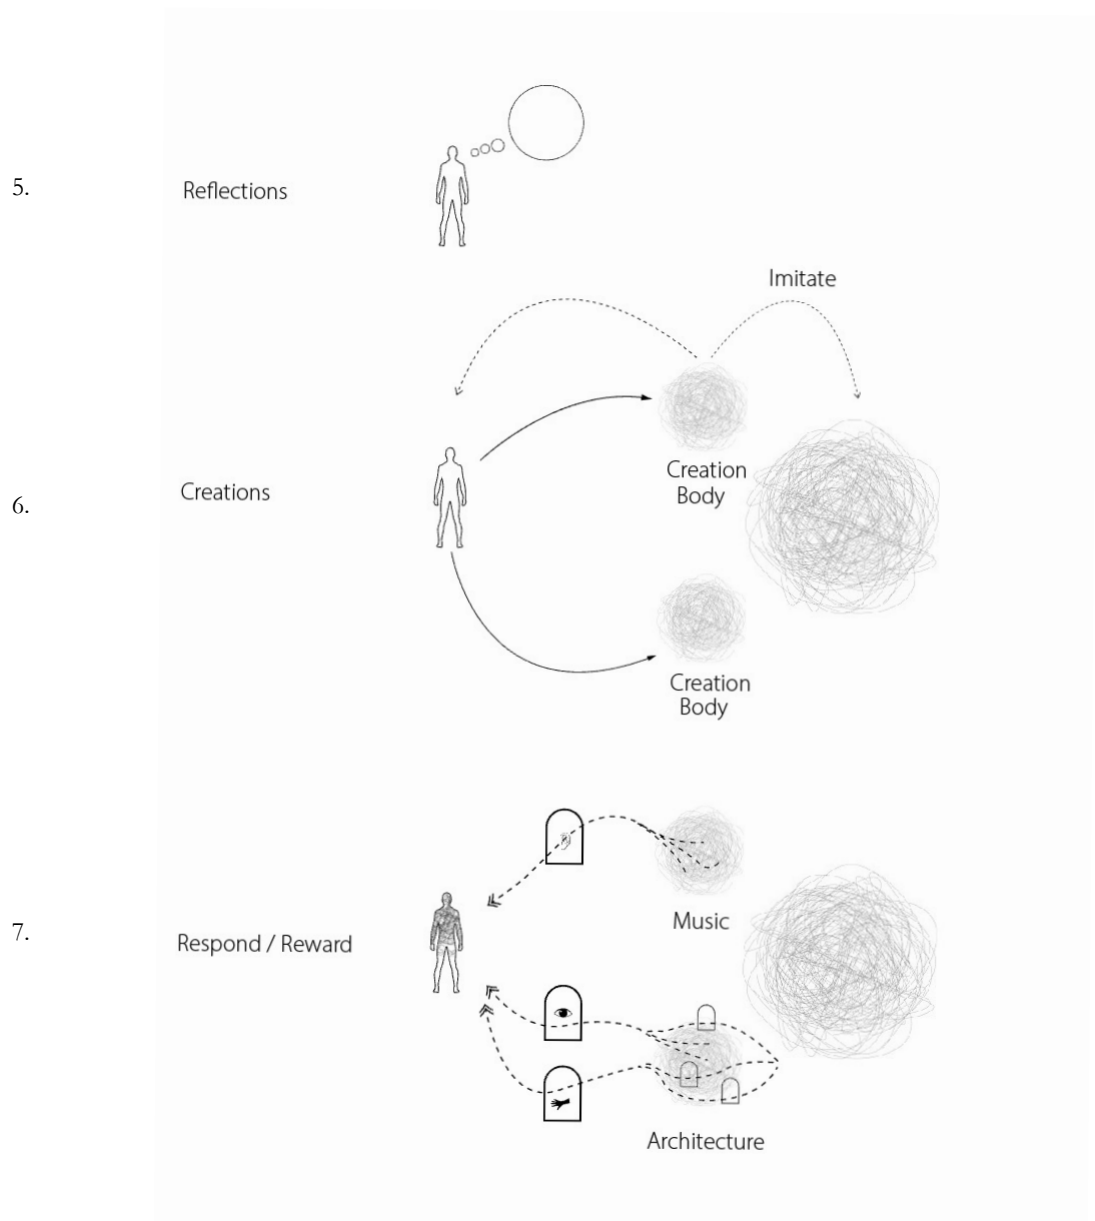 5.
Reflections
Imitate
Creation
Body
6.
Creations
Creation
Body
7.
Respond / Reward
Music
Architecture